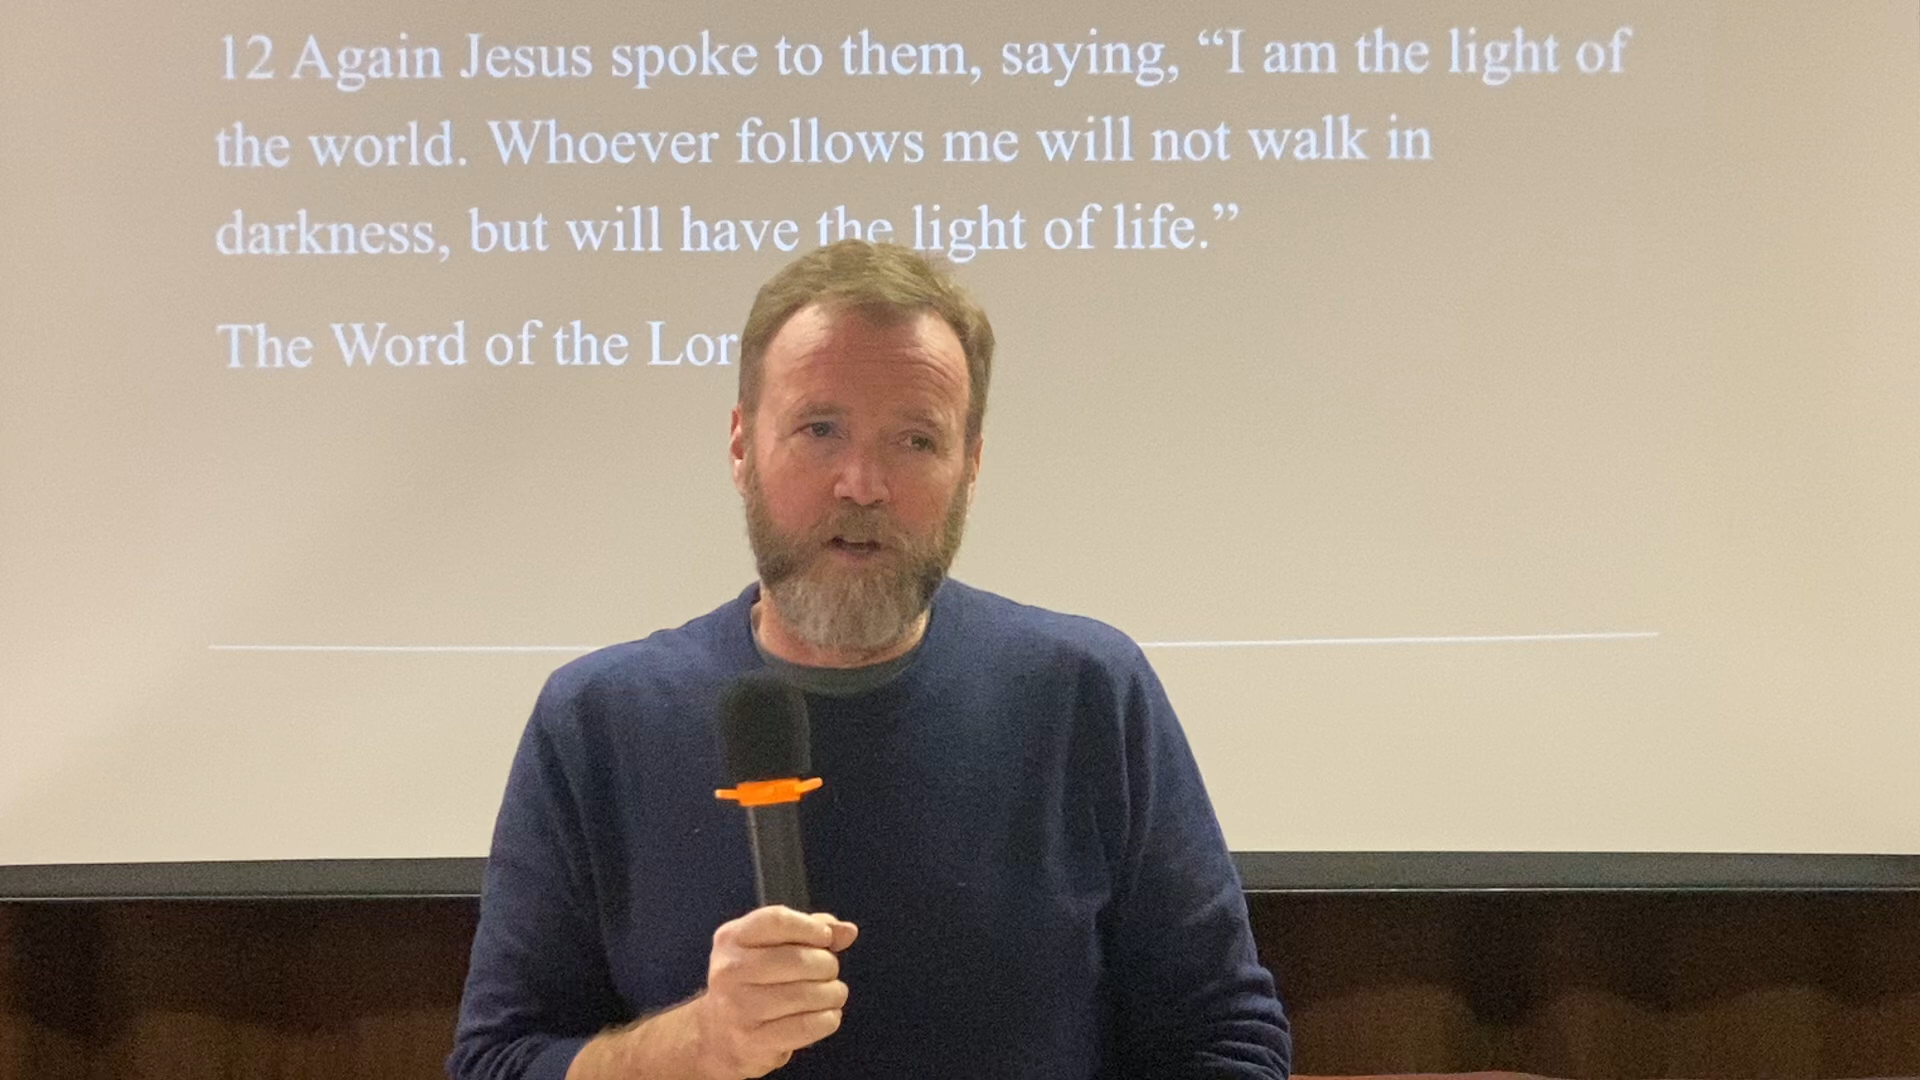 12 Again Jesus spoke to them, saying, “I am the light of
the world. Whoever follows me will not walk in
darkness, but will have the light of life.”
The Word of the Lor